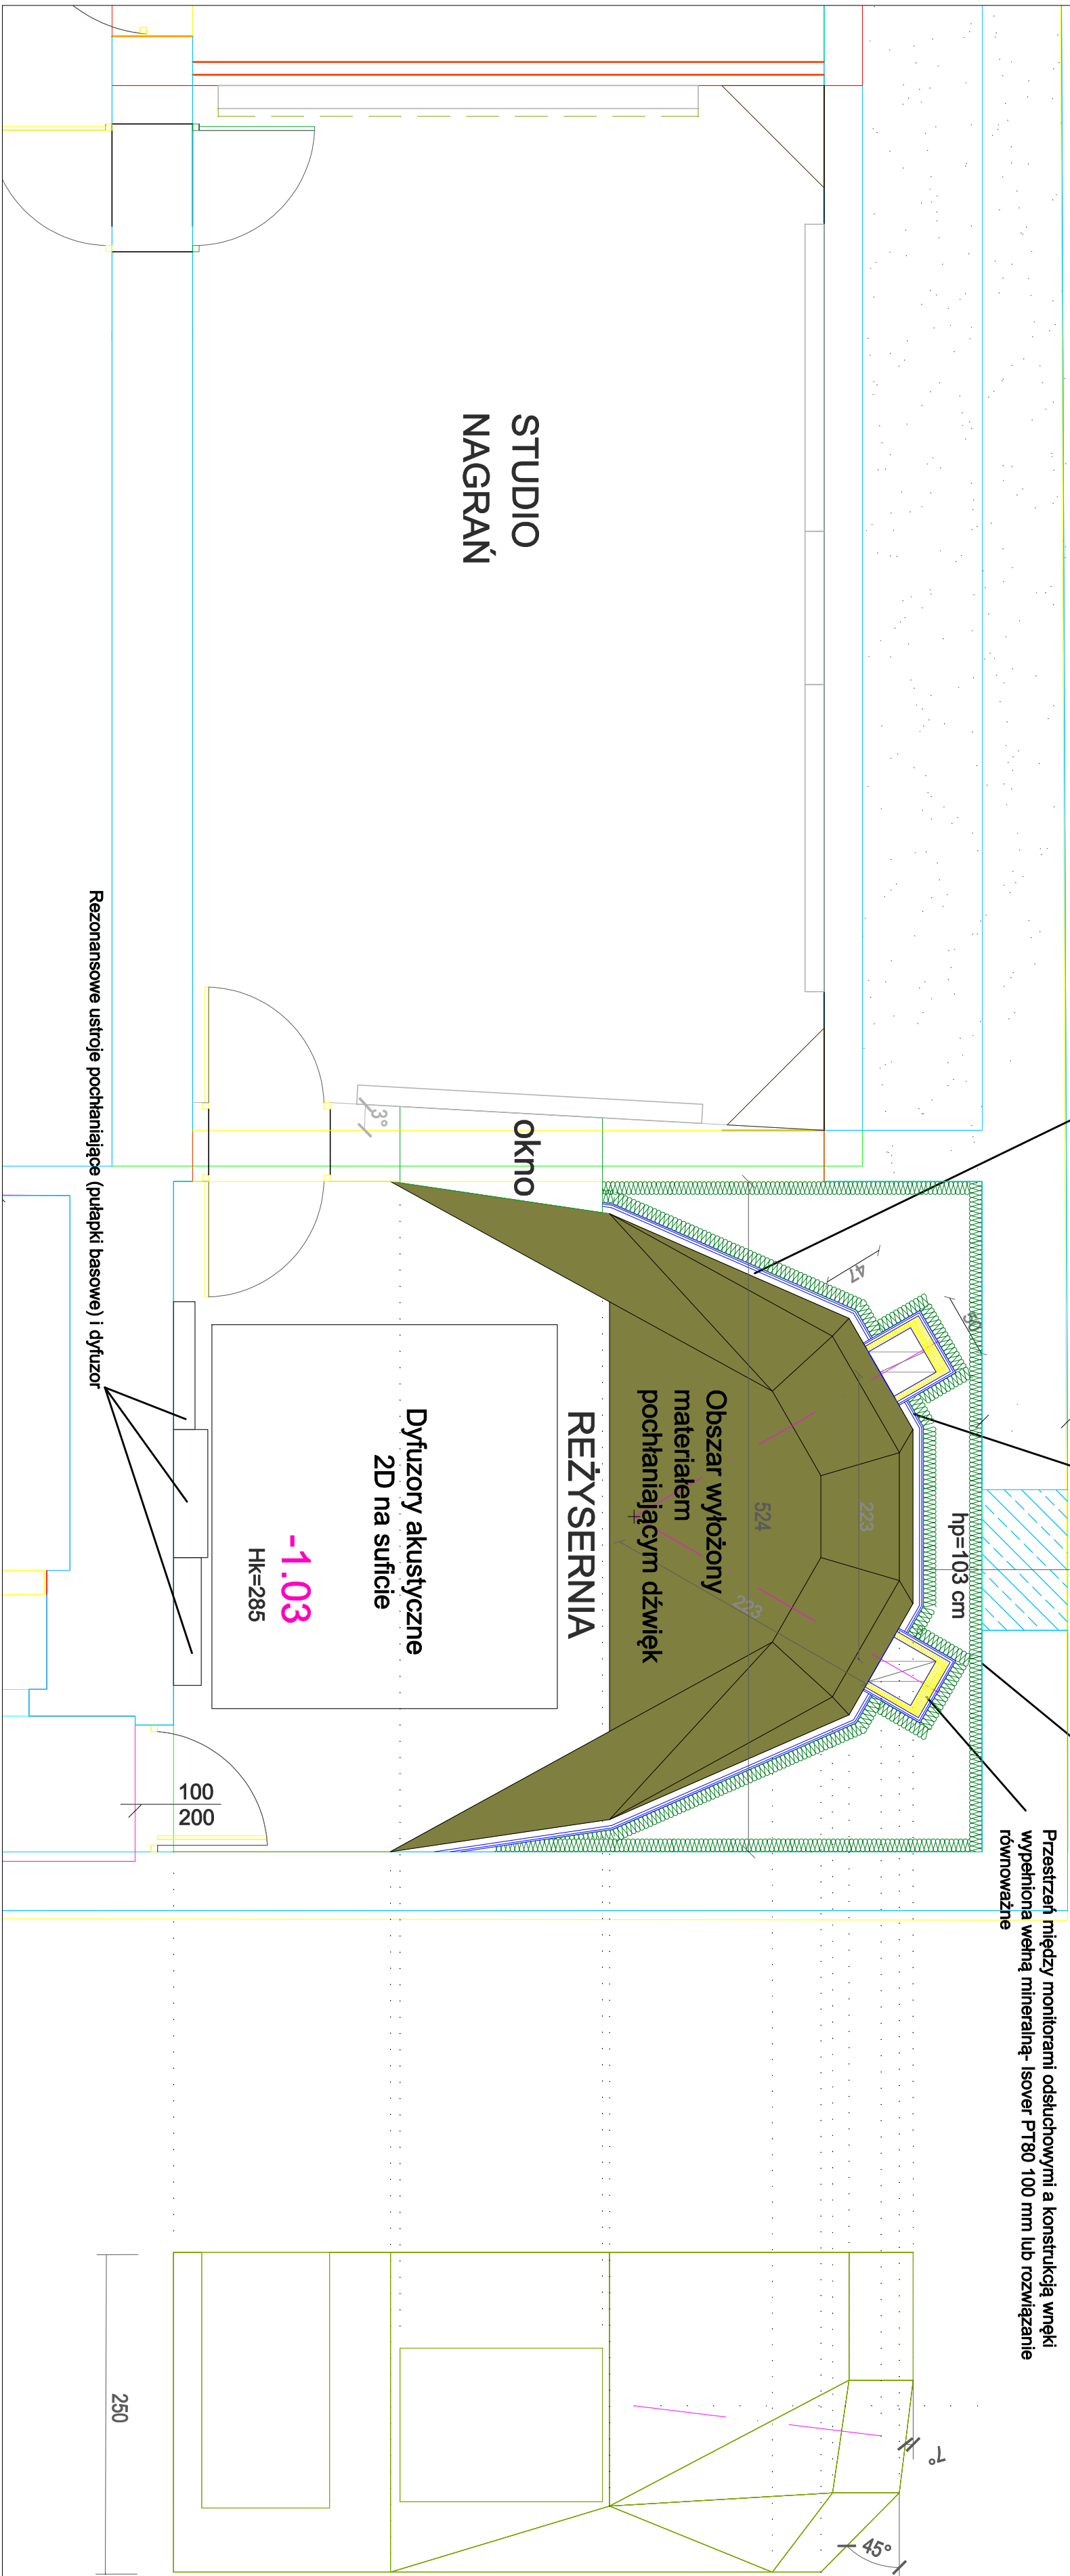 STUDIO
NAGRAŃ
okno
3°
Rezonansowe ustroje pochłaniające (pułapki basowe) i dyfuzor
REŻYSERNIA
Obszar wyłożony
materiałem
pochłaniającym dźwięk
Dyfuzory akustyczne
2D na suficie
-1.03
Hk=285
hp=103 cm
47
50
524
223
223
100
200
Przestrzeń między monitorami odsłuchowymi a konstrukcją wnęki
wypełniona wełną mineralną- Isover PT80 100 mm lub rozwiązanie
równoważne
7°
45°
250